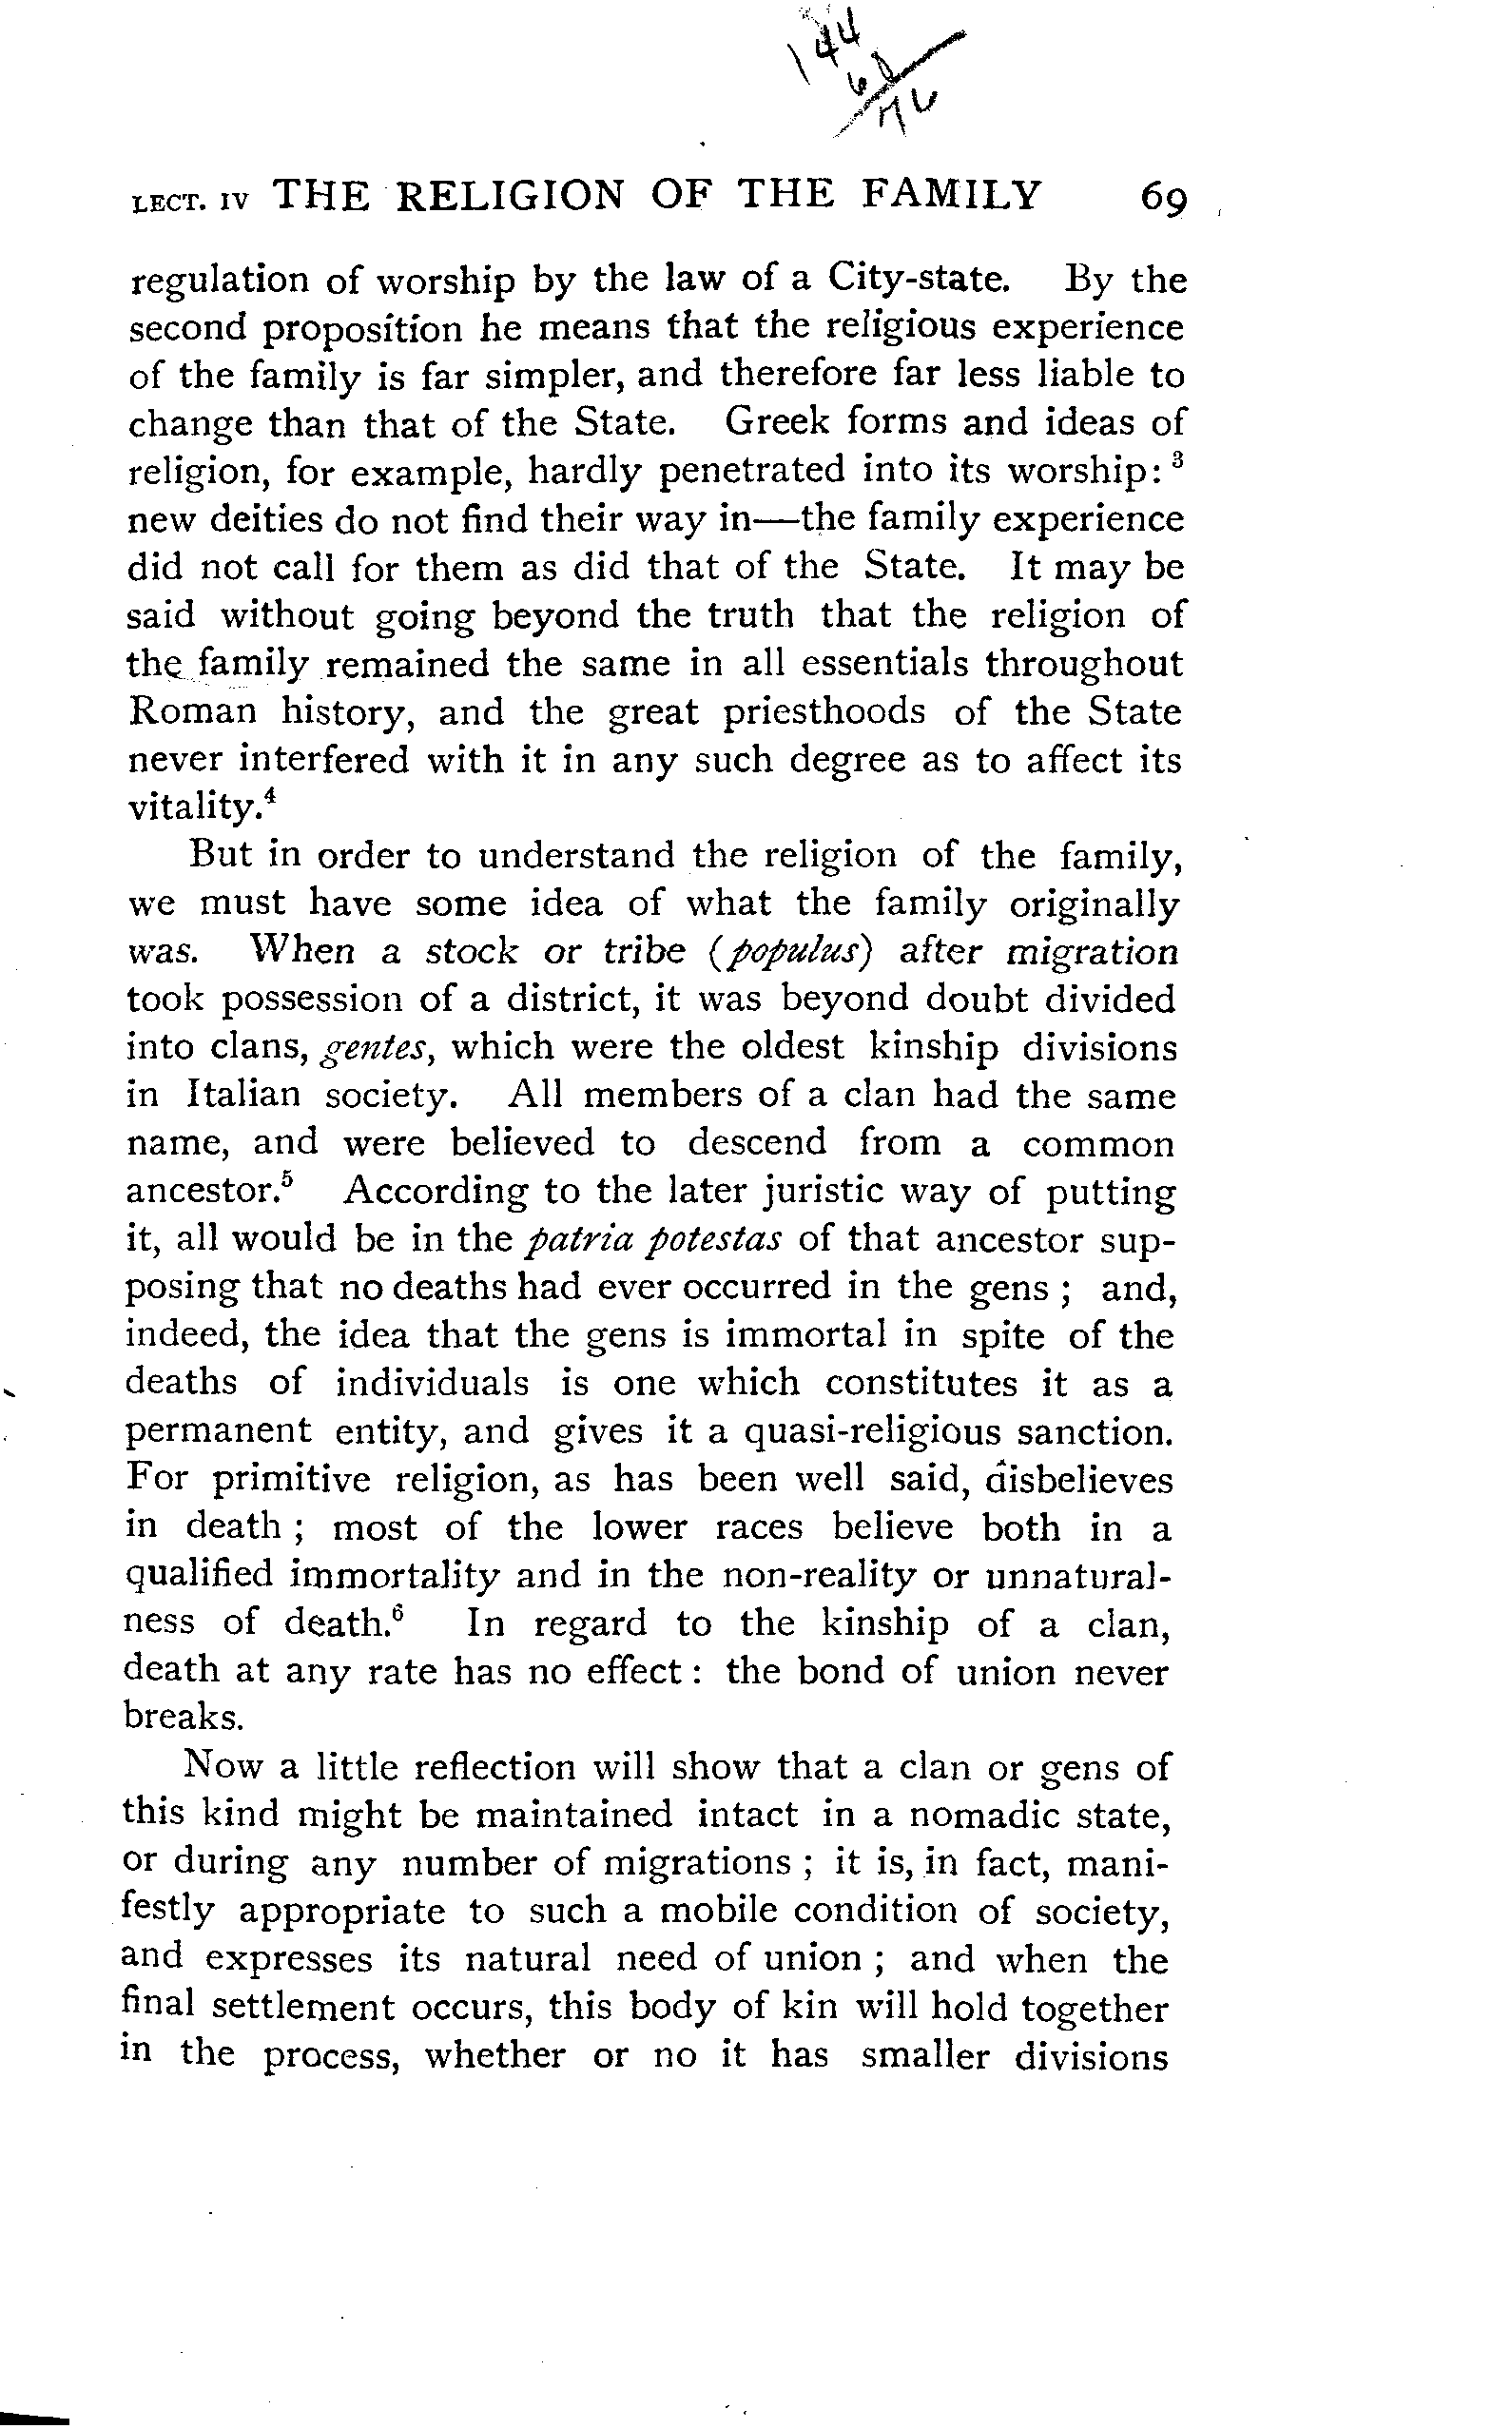 144
68
76
LECT. IV THE RELIGION OF THE FAMILY 69
regulation of worship by the law of a City-state. By the
second proposition he means that the religious experience
of the family is far simpler, and therefore far less liable to
change than that of the State. Greek forms and ideas of
religion, for example, hardly penetrated into its worship:³
new deities do not find their way in—the family experience
did not call for them as did that of the State. It may be
said without going beyond the truth that the religion of
the family remained the same in all essentials throughout
Roman history, and the great priesthoods of the State
never interfered with it in any such degree as to affect its
vitality.⁴
But in order to understand the religion of the family,
we must have some idea of what the family originally
was. When a stock or tribe (populus) after migration
took possession of a district, it was beyond doubt divided
into clans, gentes, which were the oldest kinship divisions
in Italian society. All members of a clan had the same
name, and were believed to descend from a common
ancestor.⁵ According to the later juristic way of putting
it, all would be in the patria potestas of that ancestor sup-
posing that no deaths had ever occurred in the gens ; and,
indeed, the idea that the gens is immortal in spite of the
deaths of individuals is one which constitutes it as a
permanent entity, and gives it a quasi-religious sanction.
For primitive religion, as has been well said, disbelieves
in death ; most of the lower races believe both in a
qualified immortality and in the non-reality or unnatural-
ness of death.⁶ In regard to the kinship of a clan,
death at any rate has no effect : the bond of union never
breaks.
Now a little reflection will show that a clan or gens of
this kind might be maintained intact in a nomadic state,
or during any number of migrations ; it is, in fact, mani-
festly appropriate to such a mobile condition of society,
and expresses its natural need of union ; and when the
final settlement occurs, this body of kin will hold together
in the process, whether or no it has smaller divisions